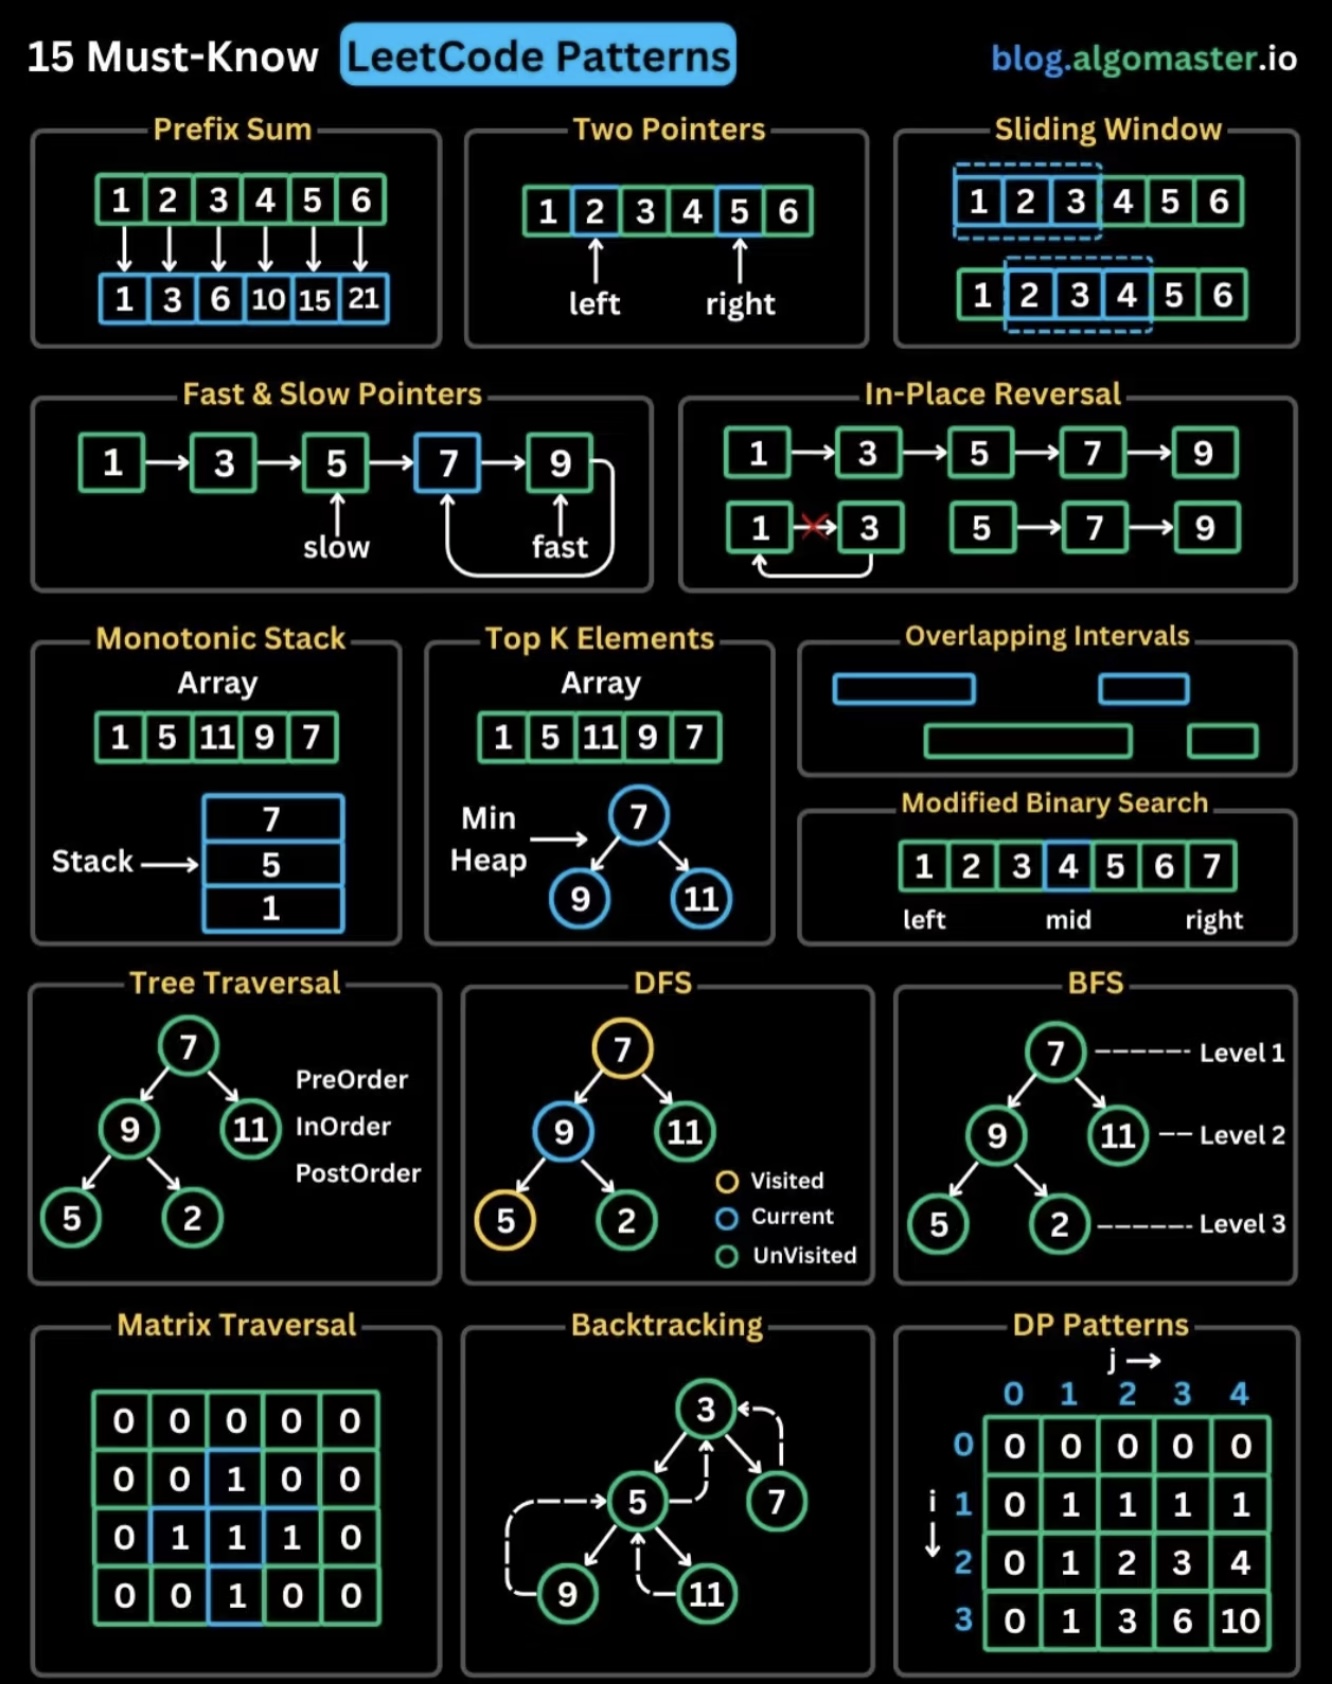 15 Must-Know LeetCode Patterns
blog.algomaster.io
Prefix Sum
1 2 3 4 5 6
1 3 6 10 15 21
Two Pointers
1 2 3 4 5 6
left right
Sliding Window
1 2 3 4 5 6
1 2 3 4 5 6
Fast & Slow Pointers
1 3 5 7 9
slow fast
In-Place Reversal
1 3 5 7 9
1 3 5 7 9
Monotonic Stack
Array
1 5 11 9 7
7
Stack 5
1
Top K Elements
Array
1 5 11 9 7
Min
Heap
7
9 11
Overlapping Intervals
Modified Binary Search
1 2 3 4 5 6 7
left mid right
Tree Traversal
7
9 11
5 2
PreOrder
InOrder
PostOrder
DFS
7
9 11
5 2
Visited
Current
UnVisited
BFS
7 Level 1
9 11 Level 2
5 2 Level 3
Matrix Traversal
0 0 0 0 0
0 0 1 0 0
0 1 1 1 0
0 0 1 0 0
Backtracking
3
5 7
9 11
DP Patterns
j
0 1 2 3 4
0 0 0 0 0 0
i
1 0 1 1 1 1
2 0 1 2 3 4
3 0 1 3 6 10